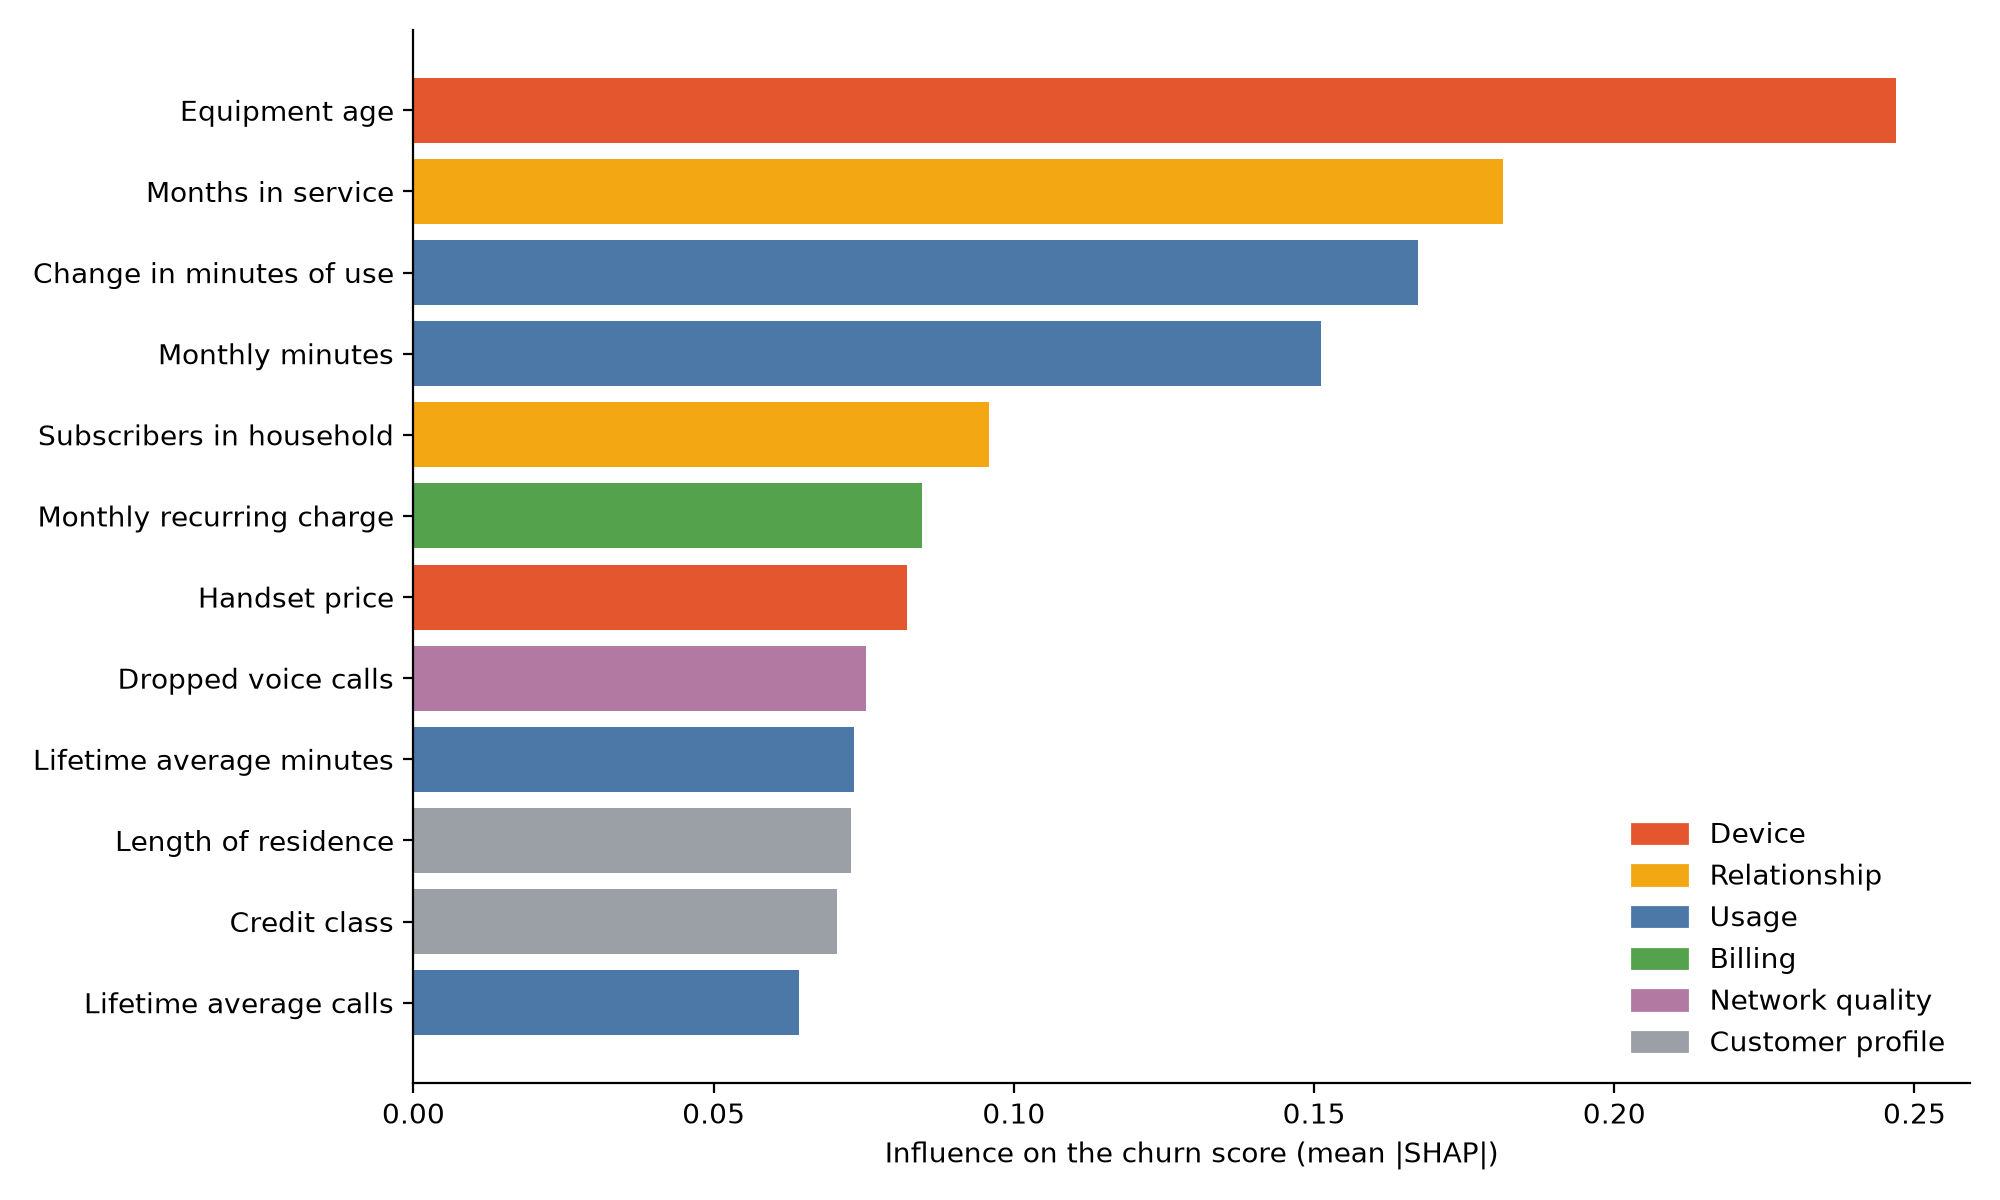 Equipment age
Months in service
Change in minutes of use
Monthly minutes
Subscribers in household
Monthly recurring charge
Handset price
Dropped voice calls
Lifetime average minutes
Length of residence
Credit class
Lifetime average calls
Device
Relationship
Usage
Billing
Network quality
Customer profile
0.00 0.05 0.10 0.15 0.20 0.25
Influence on the churn score (mean |SHAP|)